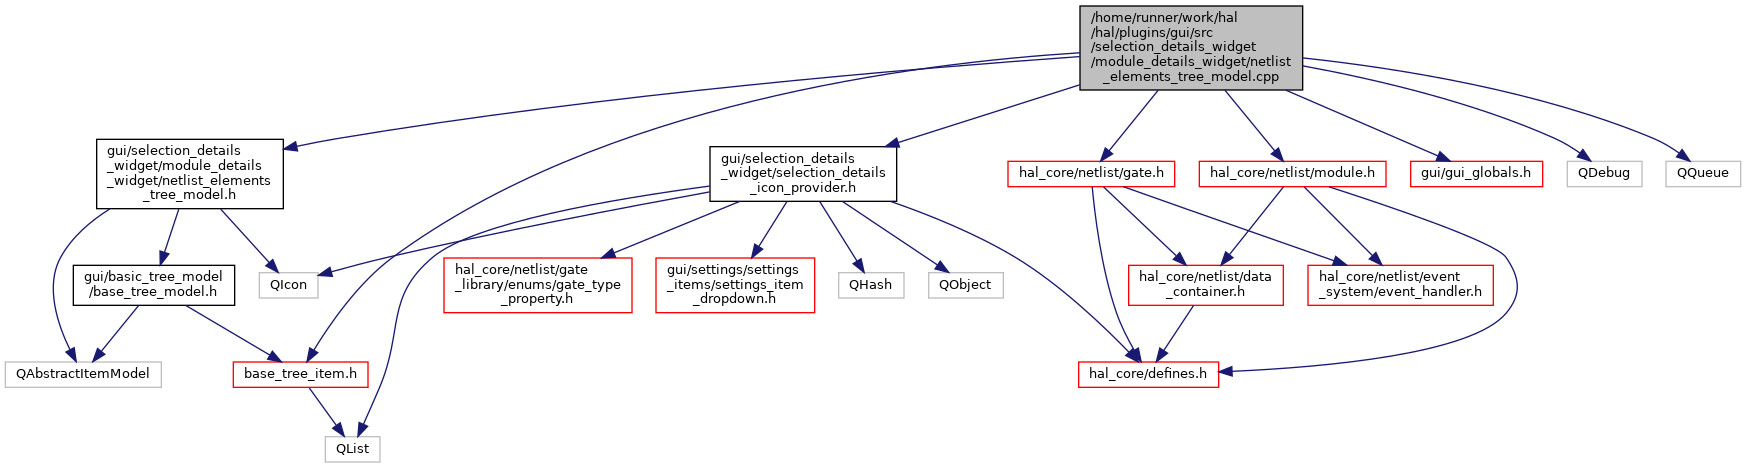 /home/runner/work/hal
/hal/plugins/gui/src
/selection_details_widget
/module_details_widget/netlist
_elements_tree_model.cpp
gui/selection_details
_widget/module_details
_widget/netlist_elements
_tree_model.h
gui/selection_details
_widget/selection_details
_icon_provider.h
hal_core/netlist/gate.h
hal_core/netlist/module.h
gui/gui_globals.h
QDebug
QQueue
gui/basic_tree_model
/base_tree_model.h
QIcon
hal_core/netlist/gate
_library/enums/gate_type
_property.h
gui/settings/settings
_items/settings_item
_dropdown.h
QHash
QObject
hal_core/netlist/data
_container.h
hal_core/netlist/event
_system/event_handler.h
QAbstractItemModel
base_tree_item.h
hal_core/defines.h
QList